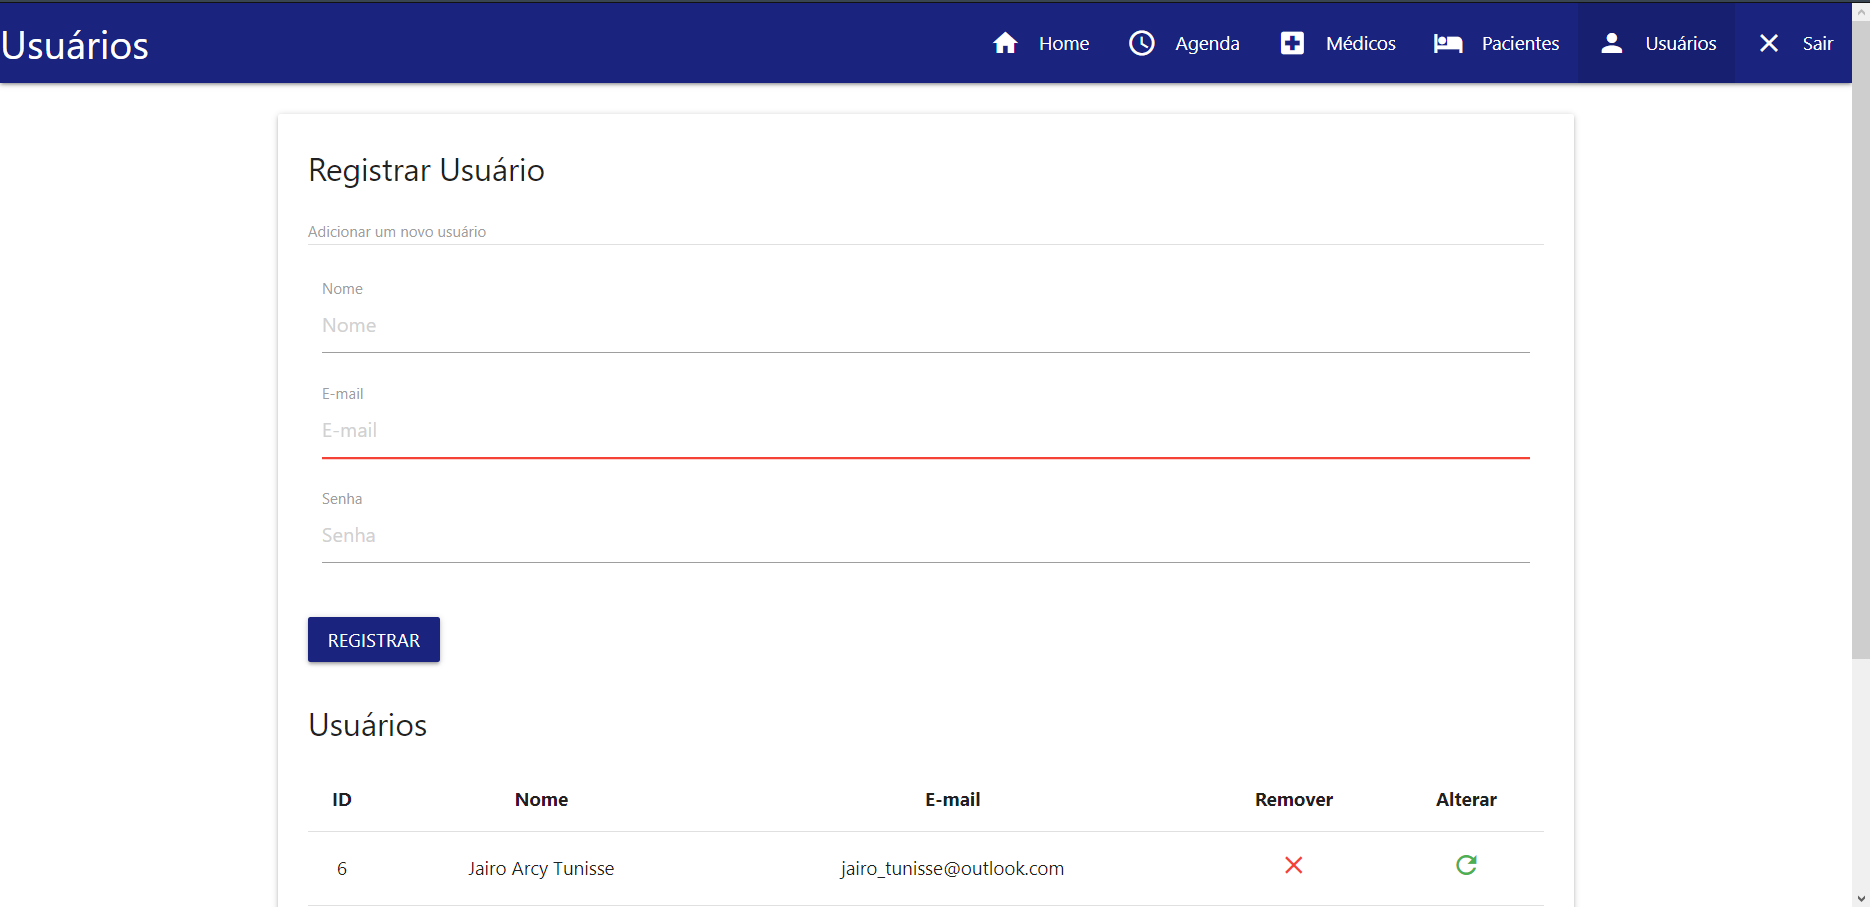 Usuários
Home Agenda Médicos Pacientes Usuários Sair
Registrar Usuário
Adicionar um novo usuário
Nome
Nome
E-mail
E-mail
Senha
Senha
REGISTRAR
Usuários
ID Nome E-mail Remover Alterar
6 Jairo Arcy Tunisse jairo_tunisse@outlook.com